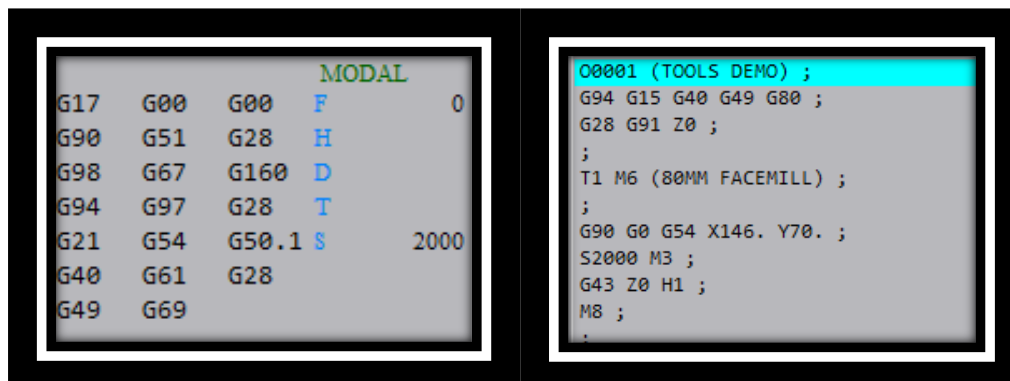 MODAL
G17 G00 G00 F 0
G90 G51 G28 H
G98 G67 G160 D
G94 G97 G28 T
G21 G54 G50.1 S 2000
G40 G61 G28
G49 G69
O0001 (TOOLS DEMO) ;
G94 G15 G40 G49 G80 ;
G28 G91 Z0 ;
;
T1 M6 (80MM FACEMILL) ;
;
G90 G0 G54 X146. Y70. ;
S2000 M3 ;
G43 Z0 H1 ;
M8 ;
;